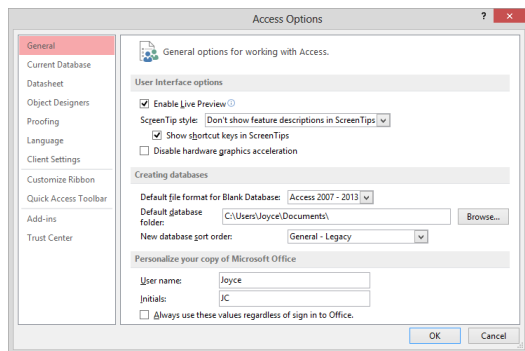 Access Options
?
General
Current Database
Datasheet
Object Designers
Proofing
Language
Client Settings
Customize Ribbon
Quick Access Toolbar
Add-ins
Trust Center
General options for working with Access.
User Interface options
Enable Live Preview
ScreenTip style: Don't show feature descriptions in ScreenTips
Show shortcut keys in ScreenTips
Disable hardware graphics acceleration
Creating databases
Default file format for Blank Database: Access 2007 - 2013
Default database folder: C:\Users\Joyce\Documents\ Browse...
New database sort order: General - Legacy
Personalize your copy of Microsoft Office
User name: Joyce
Initials: JC
Always use these values regardless of sign in to Office.
OK Cancel